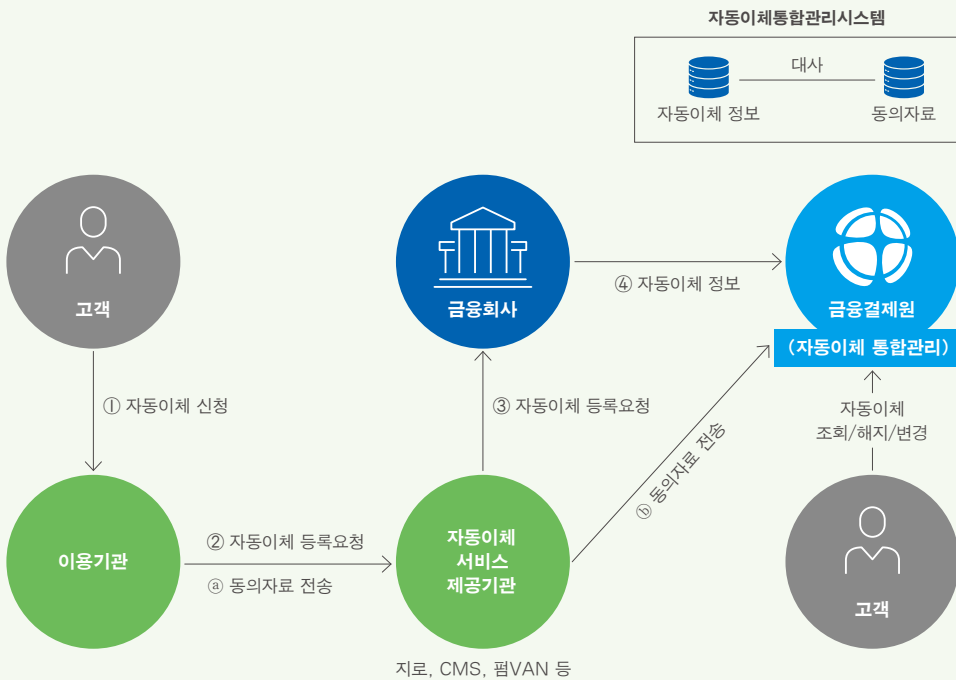 자동이체통합관리시스템
대사
자동이체 정보
동의자료
고객
금융회사
④ 자동이체 정보
금융결제원
(자동이체 통합관리)
① 자동이체 신청
③ 자동이체 등록요청
ⓑ 동의자료 전송
자동이체
조회/해지/변경
이용기관
② 자동이체 등록요청
ⓐ 동의자료 전송
자동이체
서비스
제공기관
고객
지로, CMS, 펌VAN 등